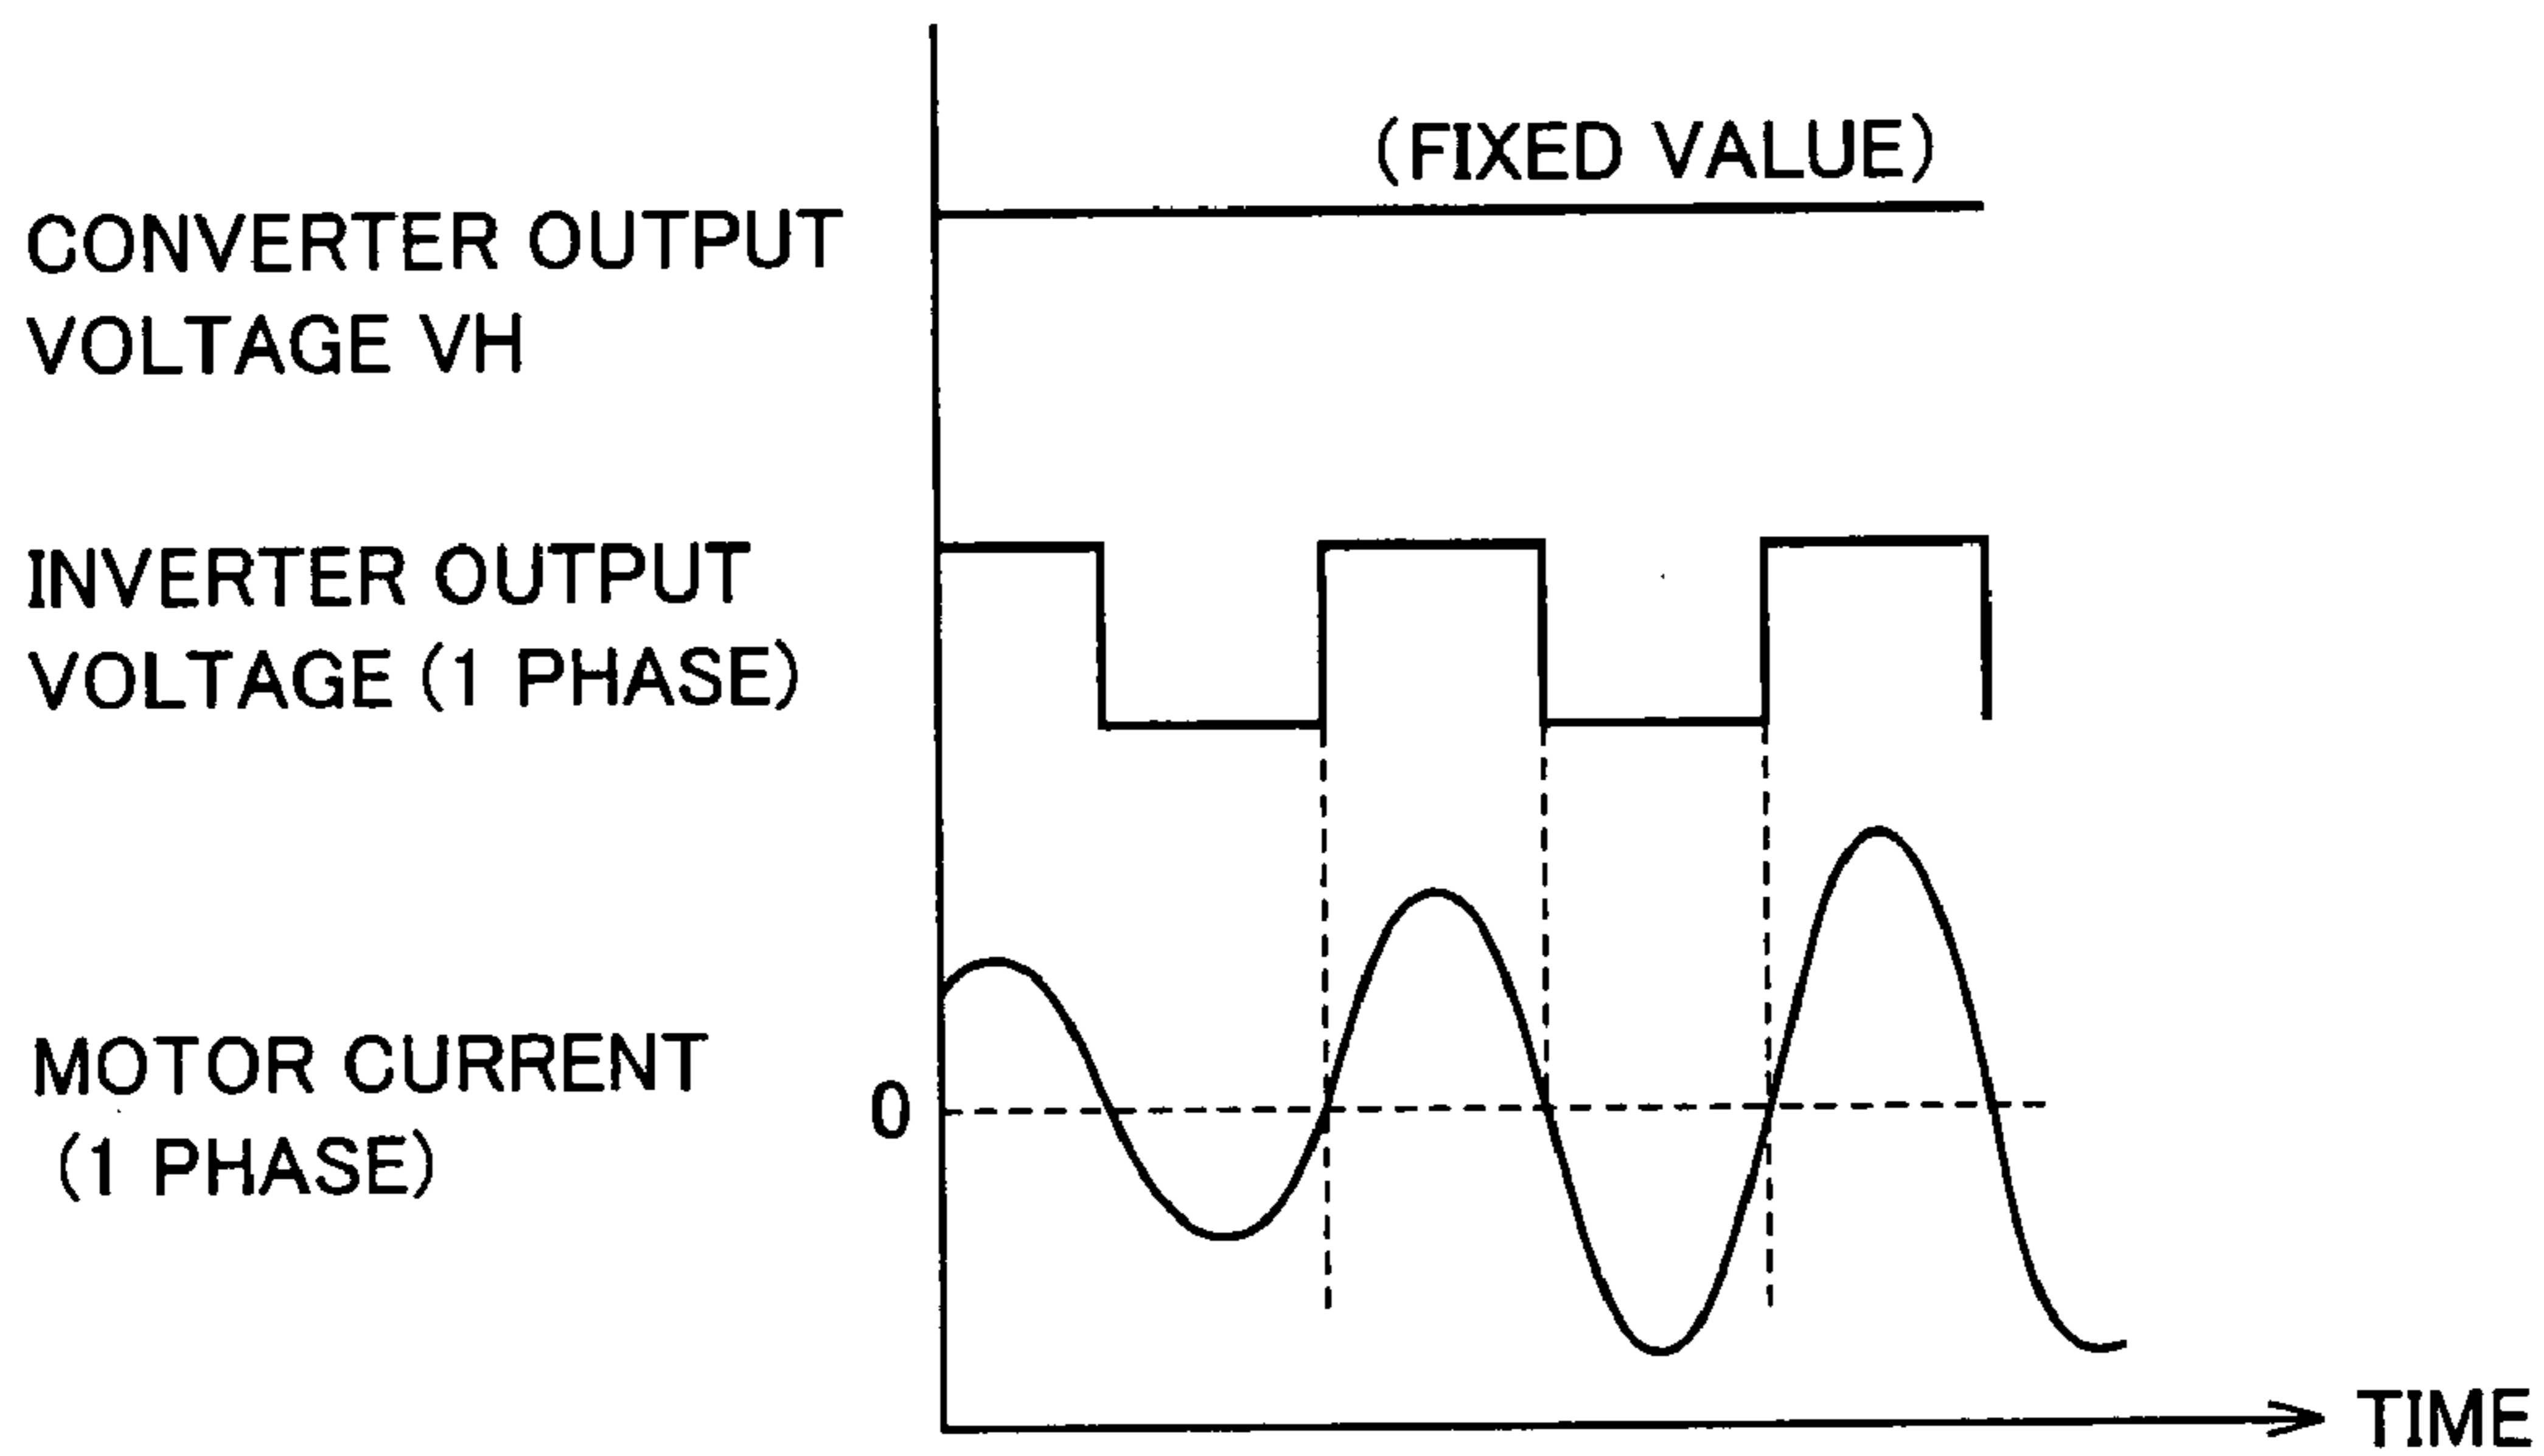 (FIXED VALUE)
CONVERTER OUTPUT
VOLTAGE VH
INVERTER OUTPUT
VOLTAGE (1 PHASE)
MOTOR CURRENT
(1 PHASE)
0
TIME